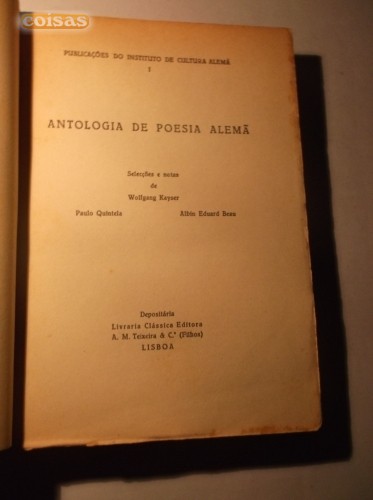 coisas
PUBLICAÇÕES DO INSTITUTO DE CULTURA ALEMÃ
I
ANTOLOGIA DE POESIA ALEMÃ
Selecções e notas
de
Wolfgang Kayser
Paulo Quintela Albin Eduard Beau
Depositária
Livraria Clássica Editora
A. M. Teixeira & C.ª (Filhos)
LISBOA